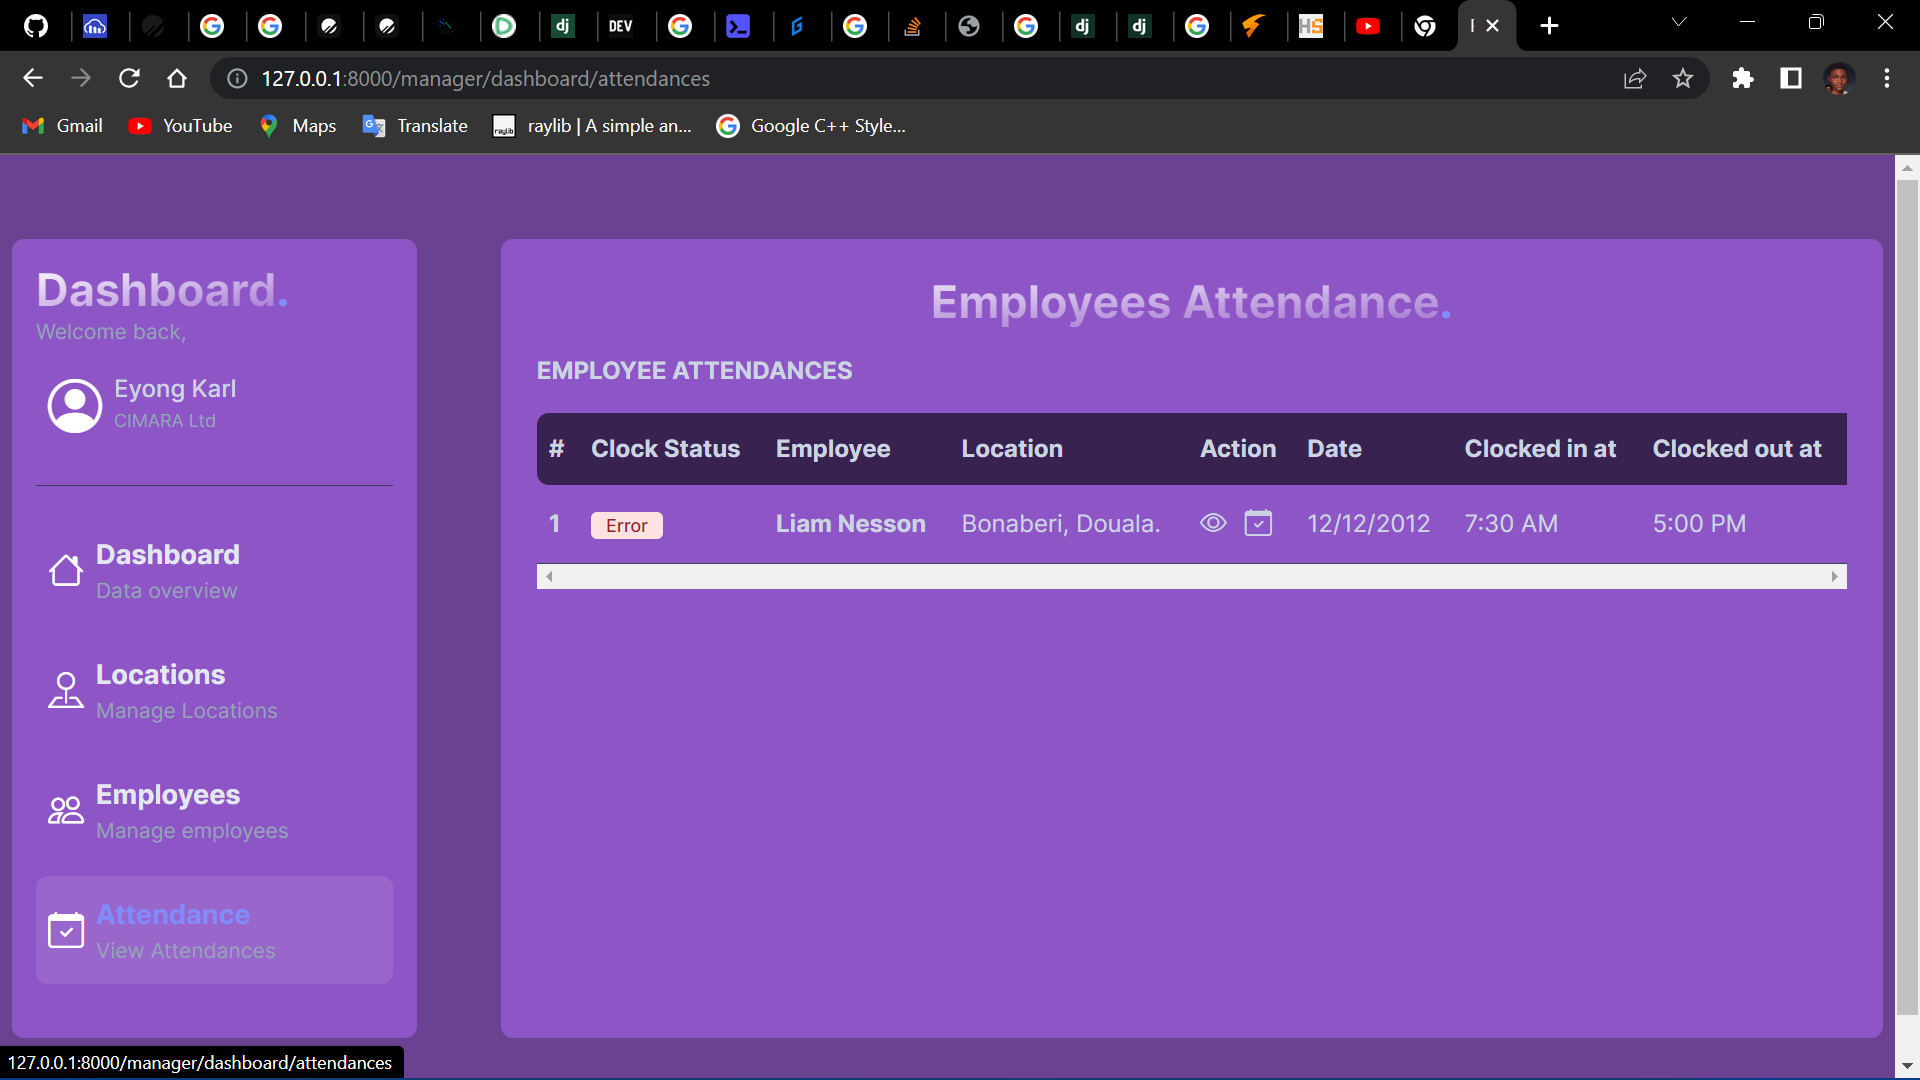 DEV
dj
dj
dj
HS
127.0.0.1:8000/manager/dashboard/attendances
Gmail
YouTube
Maps
Translate
raylib | A simple an...
Google C++ Style...
Dashboard.
Welcome back,
Eyong Karl
CIMARA Ltd
Dashboard
Data overview
Locations
Manage Locations
Employees
Manage employees
Attendance
View Attendances
Employees Attendance.
EMPLOYEE ATTENDANCES
# Clock Status Employee Location Action Date Clocked in at Clocked out at
1 Error Liam Nesson Bonaberi, Douala. 12/12/2012 7:30 AM 5:00 PM
127.0.0.1:8000/manager/dashboard/attendances